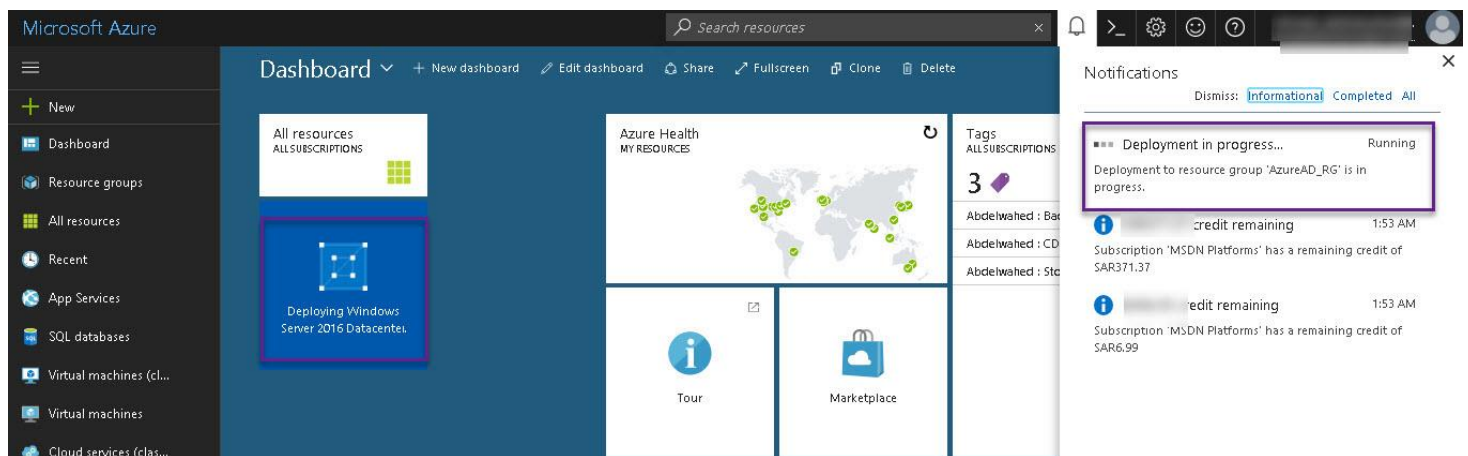 Microsoft Azure
Search resources
Dashboard
+ New dashboard
Edit dashboard
Share
Fullscreen
Clone
Delete
New
Dashboard
Resource groups
All resources
Recent
App Services
SQL databases
Virtual machines (cl...
Virtual machines
Cloud services (clas...
All resources
ALL SUBSCRIPTIONS
Deploying Windows
Server 2016 Datacenter.
Azure Health
MY RESOURCES
Tour
Marketplace
Tags
ALL SUBSCRIPTIONS
3
Abdelwahed : Bac
Abdelwahed : CD
Abdelwahed : Sto
Notifications
Dismiss: Informational Completed All
Deployment in progress... Running
Deployment to resource group 'AzureAD_RG' is in
progress.
credit remaining 1:53 AM
Subscription 'MSDN Platforms' has a remaining credit of
SAR371.37
edit remaining 1:53 AM
Subscription 'MSDN Platforms' has a remaining credit of
SAR6.99